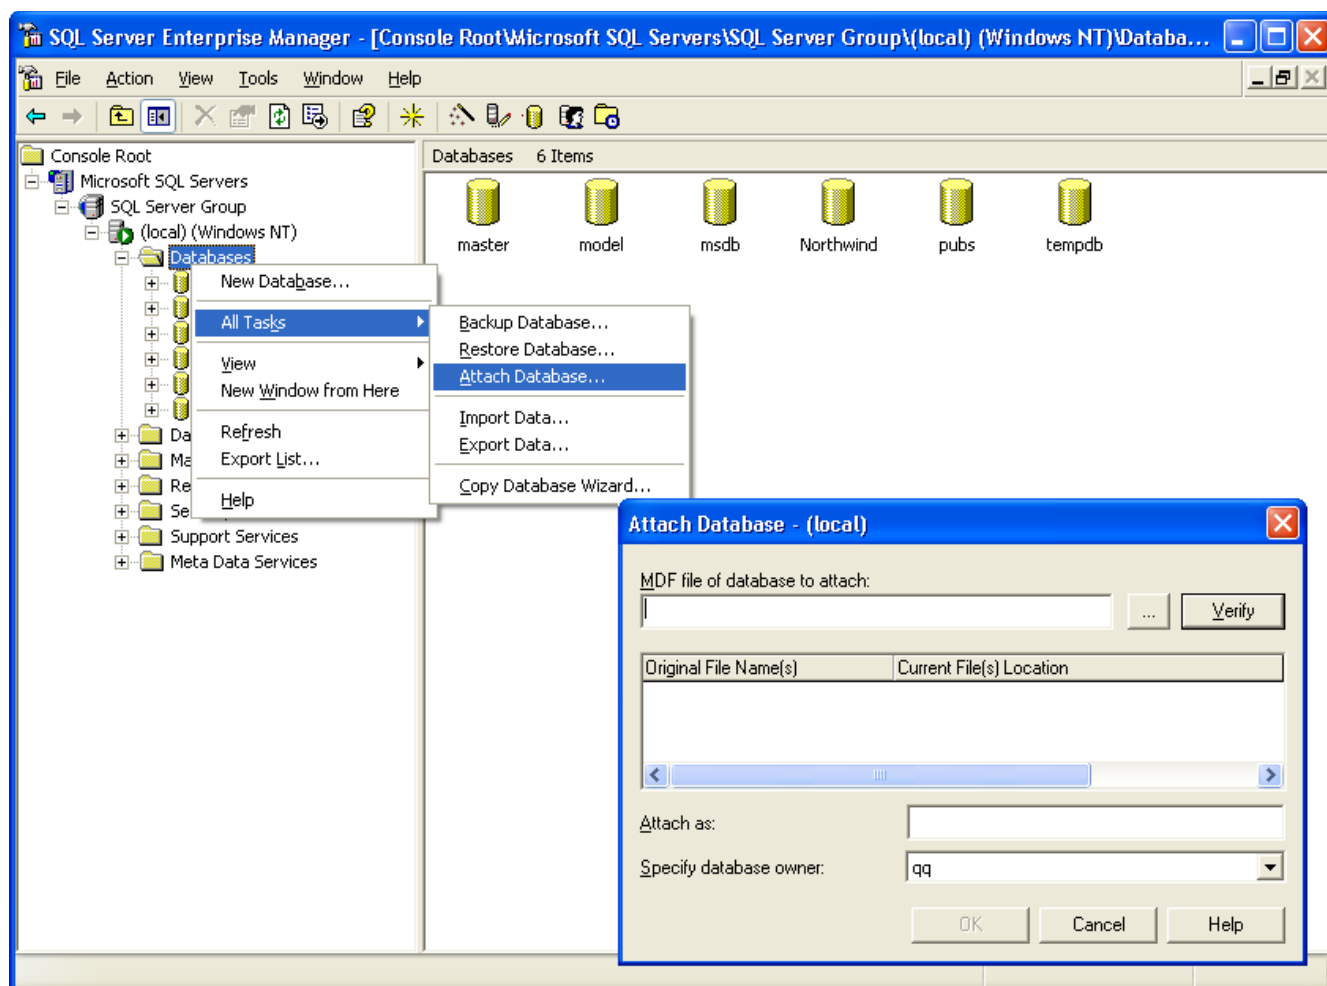 SQL Server Enterprise Manager - [Console Root\Microsoft SQL Servers\SQL Server Group\(local) (Windows NT)\Databa...
File Action View Tools Window Help
Console Root
Microsoft SQL Servers
SQL Server Group
(local) (Windows NT)
Databases
Da
Ma
Re
Se
Support Services
Meta Data Services
New Database...
All Tasks
View
New Window from Here
Refresh
Export List...
Help
Backup Database...
Restore Database...
Attach Database...
Import Data...
Export Data...
Copy Database Wizard...
Databases 6 Items
master model msdb Northwind pubs tempdb
Attach Database - (local)
MDF file of database to attach:
... Verify
Original File Name(s) Current File(s) Location
Attach as:
Specify database owner: qq
OK Cancel Help